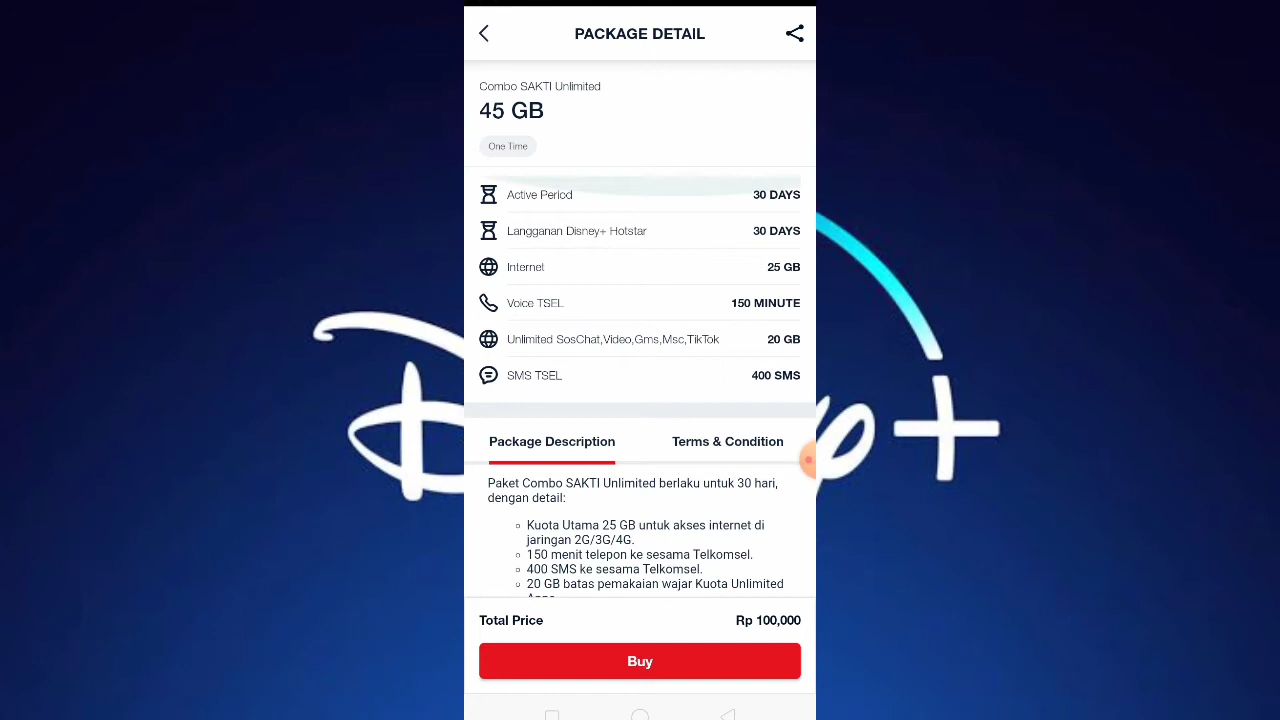 PACKAGE DETAIL
Combo SAKTI Unlimited
45 GB
One Time
Active Period 30 DAYS
Langganan Disney+ Hotstar 30 DAYS
Internet 25 GB
Voice TSEL 150 MINUTE
Unlimited SosChat,Video,Gms,Msc,TikTok 20 GB
SMS TSEL 400 SMS
Package Description Terms & Condition
Paket Combo SAKTI Unlimited berlaku untuk 30 hari,
dengan detail:
Kuota Utama 25 GB untuk akses internet di
jaringan 2G/3G/4G.
150 menit telepon ke sesama Telkomsel.
400 SMS ke sesama Telkomsel.
20 GB batas pemakaian wajar Kuota Unlimited
Total Price Rp 100,000
Buy